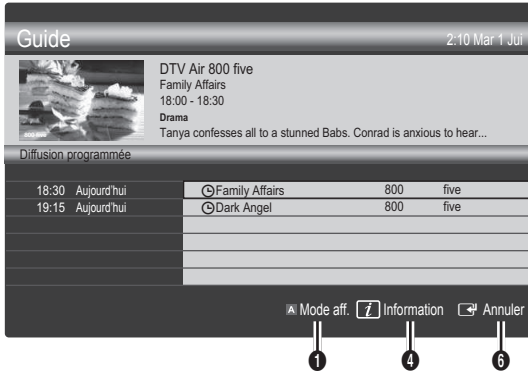 Guide 2:10 Mar 1 Jui
DTV Air 800 five
Family Affairs
18:00 - 18:30
Drama
Tanya confesses all to a stunned Babs. Conrad is anxious to hear...
800 five
Diffusion programmée
18:30 Aujourd'hui Family Affairs 800 five
19:15 Aujourd'hui Dark Angel 800 five
A Mode aff. i Information Annuler
1 4 6